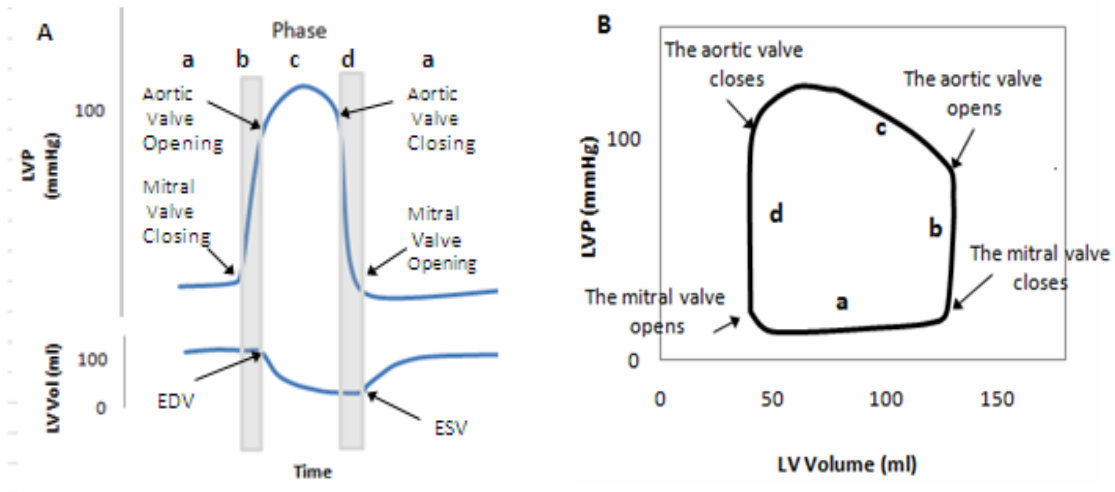 A
Phase
a b c d a
Aortic
Valve
Opening
Aortic
Valve
Closing
100
LVP
(mmHg)
Mitral
Valve
Closing
Mitral
Valve
Opening
LV Vol (ml)
100
0
EDV
ESV
Time
B
The aortic valve
closes
The aortic valve
opens
100
c
LVP (mmHg)
d
b
The mitral valve
closes
a
The mitral valve
opens
0
0 50 100 150
LV Volume (ml)